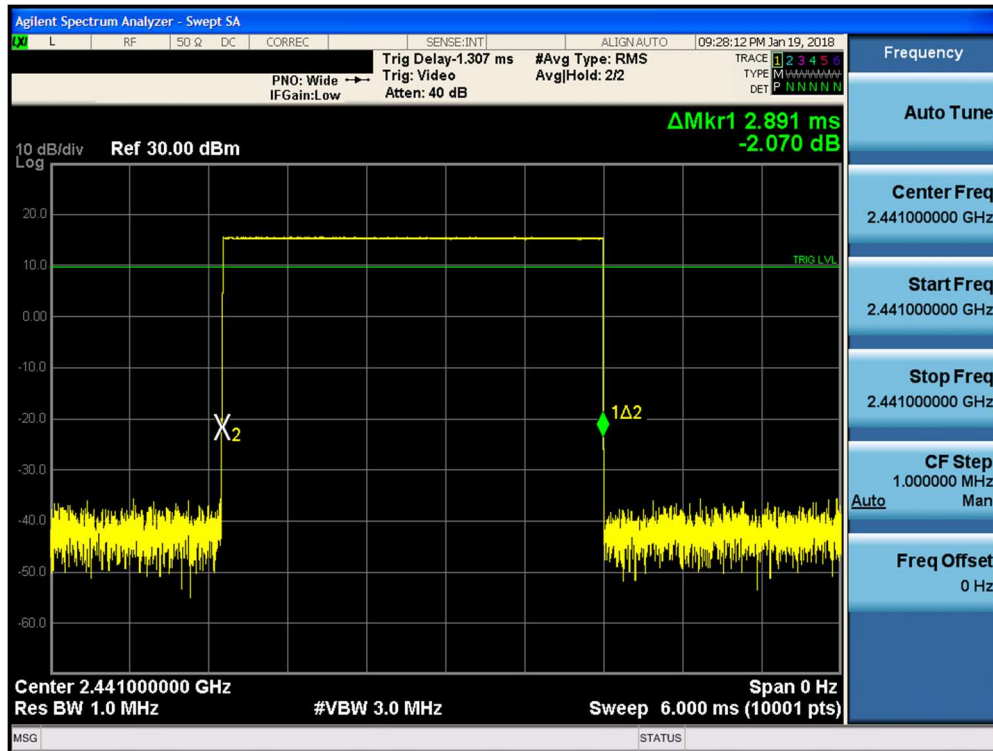 Agilent Spectrum Analyzer - Swept SA
LXI L RF 50 Ω DC CORREC SENSE:INT ALIGN AUTO 09:28:12 PM Jan 19, 2018
Trig Delay-1.307 ms #Avg Type: RMS TRACE 1 2 3 4 5 6
PNO: Wide Trig: Video Avg|Hold: 2/2 TYPE M WWWWW
IFGain:Low Atten: 40 dB DET P N N N N N
ΔMkr1 2.891 ms
-2.070 dB
10 dB/div Ref 30.00 dBm
Log
20.0
10.0
TRIG LVL
0.00
-10.0
-20.0
X2
1Δ2
-30.0
-40.0
-50.0
-60.0
Center 2.441000000 GHz Span 0 Hz
Res BW 1.0 MHz #VBW 3.0 MHz Sweep 6.000 ms (10001 pts)
MSG STATUS
Frequency
Auto Tune
Center Freq
2.441000000 GHz
Start Freq
2.441000000 GHz
Stop Freq
2.441000000 GHz
CF Step
1.000000 MHz
Auto Man
Freq Offset
0 Hz